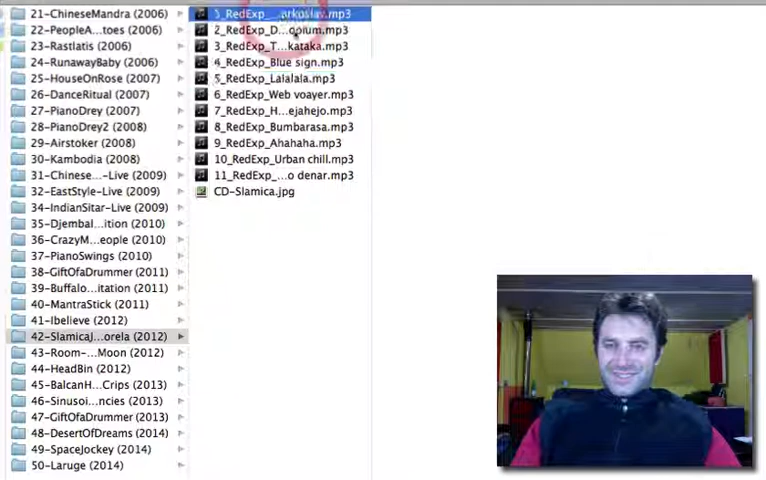 21-ChineseMandra (2006)
22-PeopleA...toes (2006)
23-Rastlatis (2006)
24-RunawayBaby (2006)
25-HouseOnRose (2007)
26-DanceRitual (2007)
27-PianoDrey (2007)
28-PianoDrey2 (2008)
29-Airstoker (2008)
30-Kambodia (2008)
31-Chinese...-Live (2009)
32-EastStyle-Live (2009)
34-IndianSitar-Live (2009)
35-Djembal...ition (2010)
36-CrazyM...eople (2010)
37-PianoSwings (2010)
38-GiftOfaDrummer (2011)
39-Buffalo...itation (2011)
40-MantraStick (2011)
41-Ibelieve (2012)
42-SlamicaJ...orela (2012)
43-Room-...Moon (2012)
44-HeadBin (2012)
45-BalcanH...Crips (2013)
46-Sinusoi...ncies (2013)
47-GiftOfaDrummer (2013)
48-DesertOfDreams (2014)
49-SpaceJockey (2014)
50-Laruge (2014)
1_RedExp_...arkoslav.mp3
2_RedExp_D...opium.mp3
3_RedExp_T...kataka.mp3
4_RedExp_Blue sign.mp3
5_RedExp_Lalalala.mp3
6_RedExp_Web voayer.mp3
7_RedExp_H...ejahejo.mp3
8_RedExp_Bumbarasa.mp3
9_RedExp_Ahahaha.mp3
10_RedExp_Urban chill.mp3
11_RedExp_...o denar.mp3
CD-Slamica.jpg